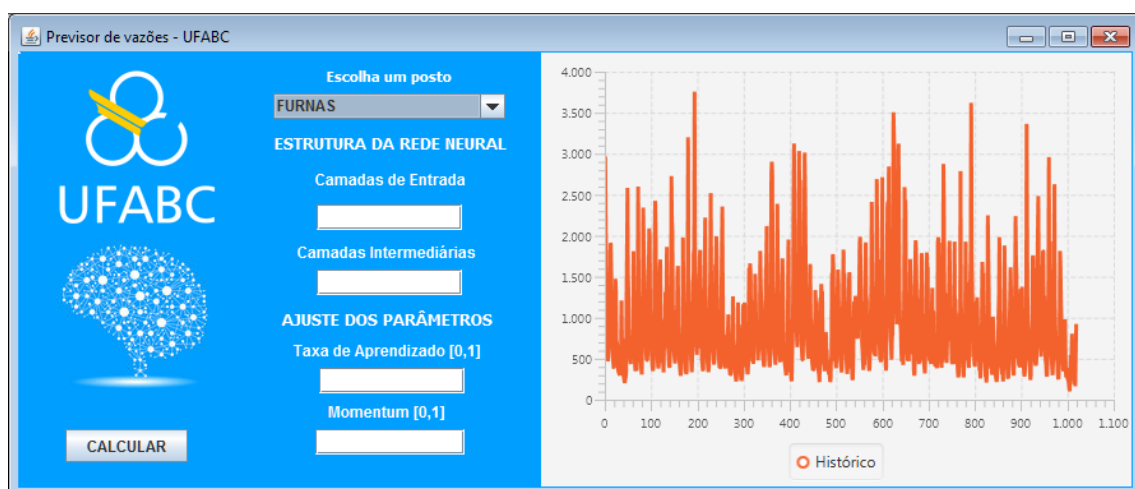 Previsor de vazões - UFABC
UFABC
CALCULAR
Escolha um posto
FURNAS
ESTRUTURA DA REDE NEURAL
Camadas de Entrada
Camadas Intermediárias
AJUSTE DOS PARÂMETROS
Taxa de Aprendizado [0,1]
Momentum [0,1]
4.000
3.500
3.000
2.500
2.000
1.500
1.000
500
0
0 100 200 300 400 500 600 700 800 900 1.000 1.100
Histórico